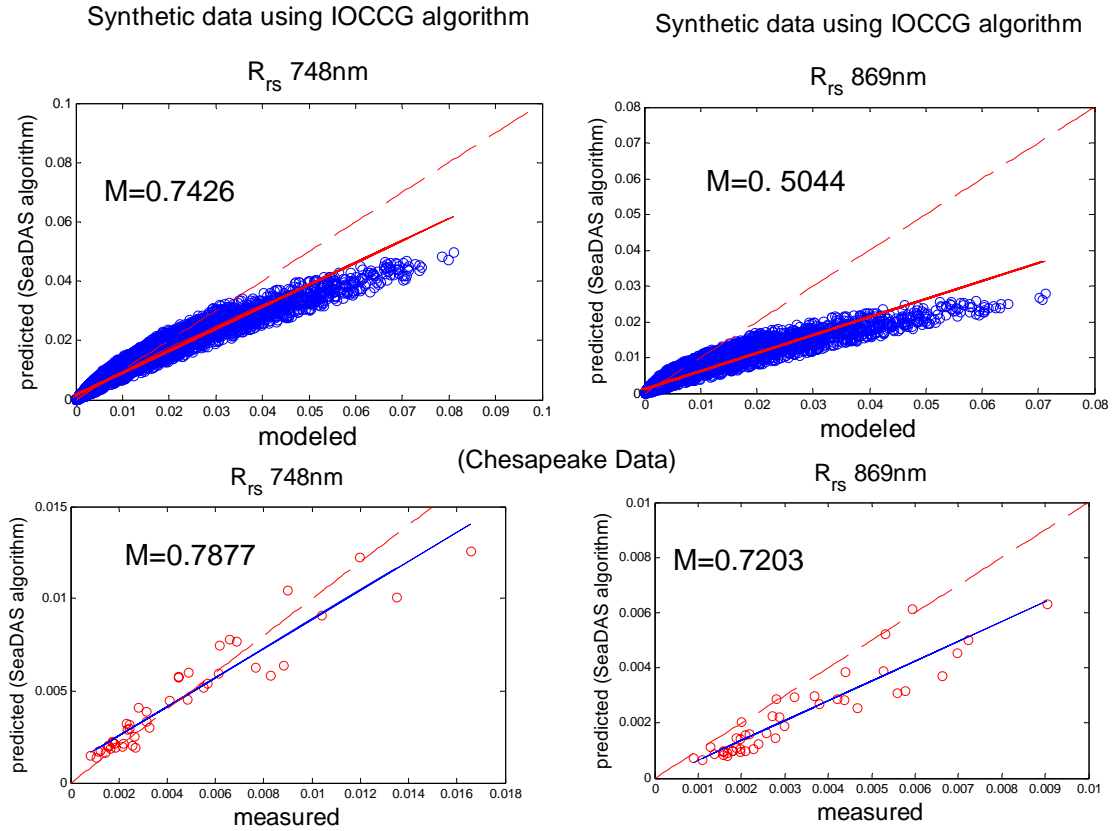 Synthetic data using IOCCG algorithm
R_rs 748nm
predicted (SeaDAS algorithm)
0.1
0.08
0.06
0.04
0.02
0
M=0.7426
0 0.01 0.02 0.03 0.04 0.05 0.06 0.07 0.08 0.09 0.1
modeled
Synthetic data using IOCCG algorithm
R_rs 869nm
predicted (SeaDAS algorithm)
0.08
0.07
0.06
0.05
0.04
0.03
0.02
0.01
0
M=0. 5044
0 0.01 0.02 0.03 0.04 0.05 0.06 0.07 0.08
modeled
(Chesapeake Data)
R_rs 748nm
predicted (SeaDAS algorithm)
0.015
0.01
0.005
0
M=0.7877
0 0.002 0.004 0.006 0.008 0.01 0.012 0.014 0.016 0.018
measured
R_rs 869nm
predicted (SeaDAS algorithm)
0.01
0.008
0.006
0.004
0.002
0
M=0.7203
0 0.001 0.002 0.003 0.004 0.005 0.006 0.007 0.008 0.009 0.01
measured